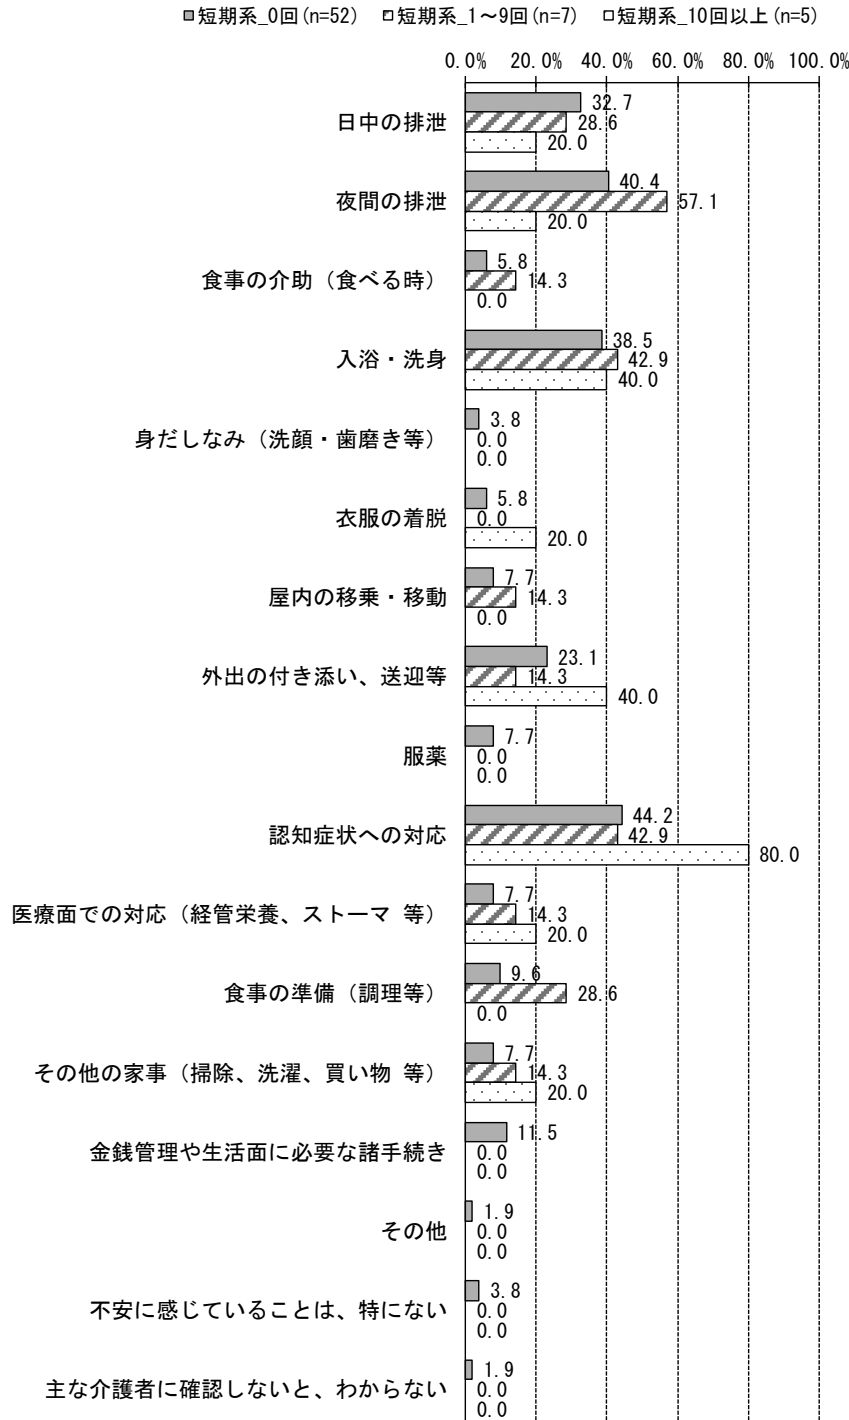 短期系_0回(n=52) 短期系_1～9回(n=7) 短期系_10回以上(n=5)
0.0% 20.0% 40.0% 60.0% 80.0% 100.0%
日中の排泄
32.7
28.6
20.0
夜間の排泄
40.4
57.1
20.0
食事の介助（食べる時）
5.8
14.3
0.0
入浴・洗身
38.5
42.9
40.0
身だしなみ（洗顔・歯磨き等）
3.8
0.0
0.0
衣服の着脱
5.8
0.0
20.0
屋内の移乗・移動
7.7
14.3
0.0
外出の付き添い、送迎等
23.1
14.3
40.0
服薬
7.7
0.0
0.0
認知症状への対応
44.2
42.9
80.0
医療面での対応（経管栄養、ストーマ 等）
7.7
14.3
20.0
食事の準備（調理等）
9.6
28.6
0.0
その他の家事（掃除、洗濯、買い物 等）
7.7
14.3
20.0
金銭管理や生活面に必要な諸手続き
11.5
0.0
0.0
その他
1.9
0.0
0.0
不安に感じていることは、特にない
3.8
0.0
0.0
主な介護者に確認しないと、わからない
1.9
0.0
0.0